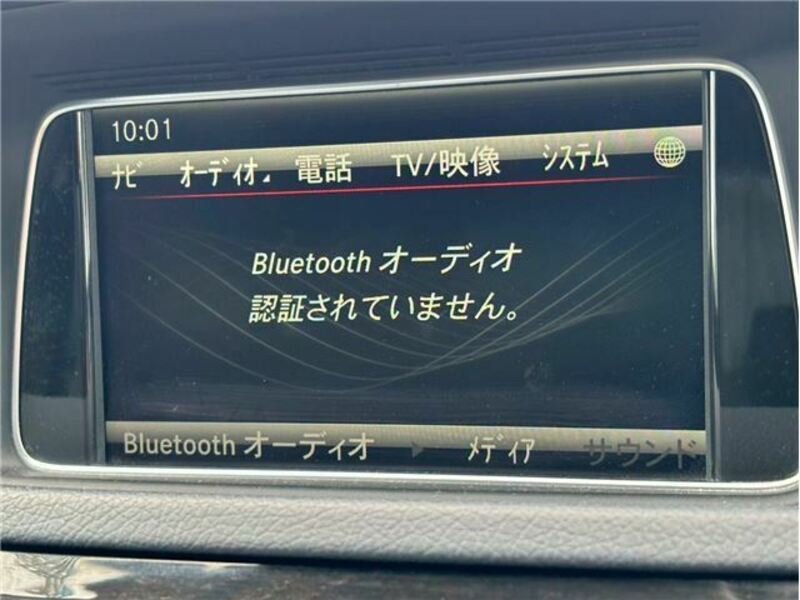 10:01
ﾅﾋﾞ ｵｰﾃﾞｨｵ 電話 TV/映像 ｼｽﾃﾑ
Bluetooth オーディオ
認証されていません。
Bluetooth オーディオ ﾒﾃﾞｨｱ サウンド